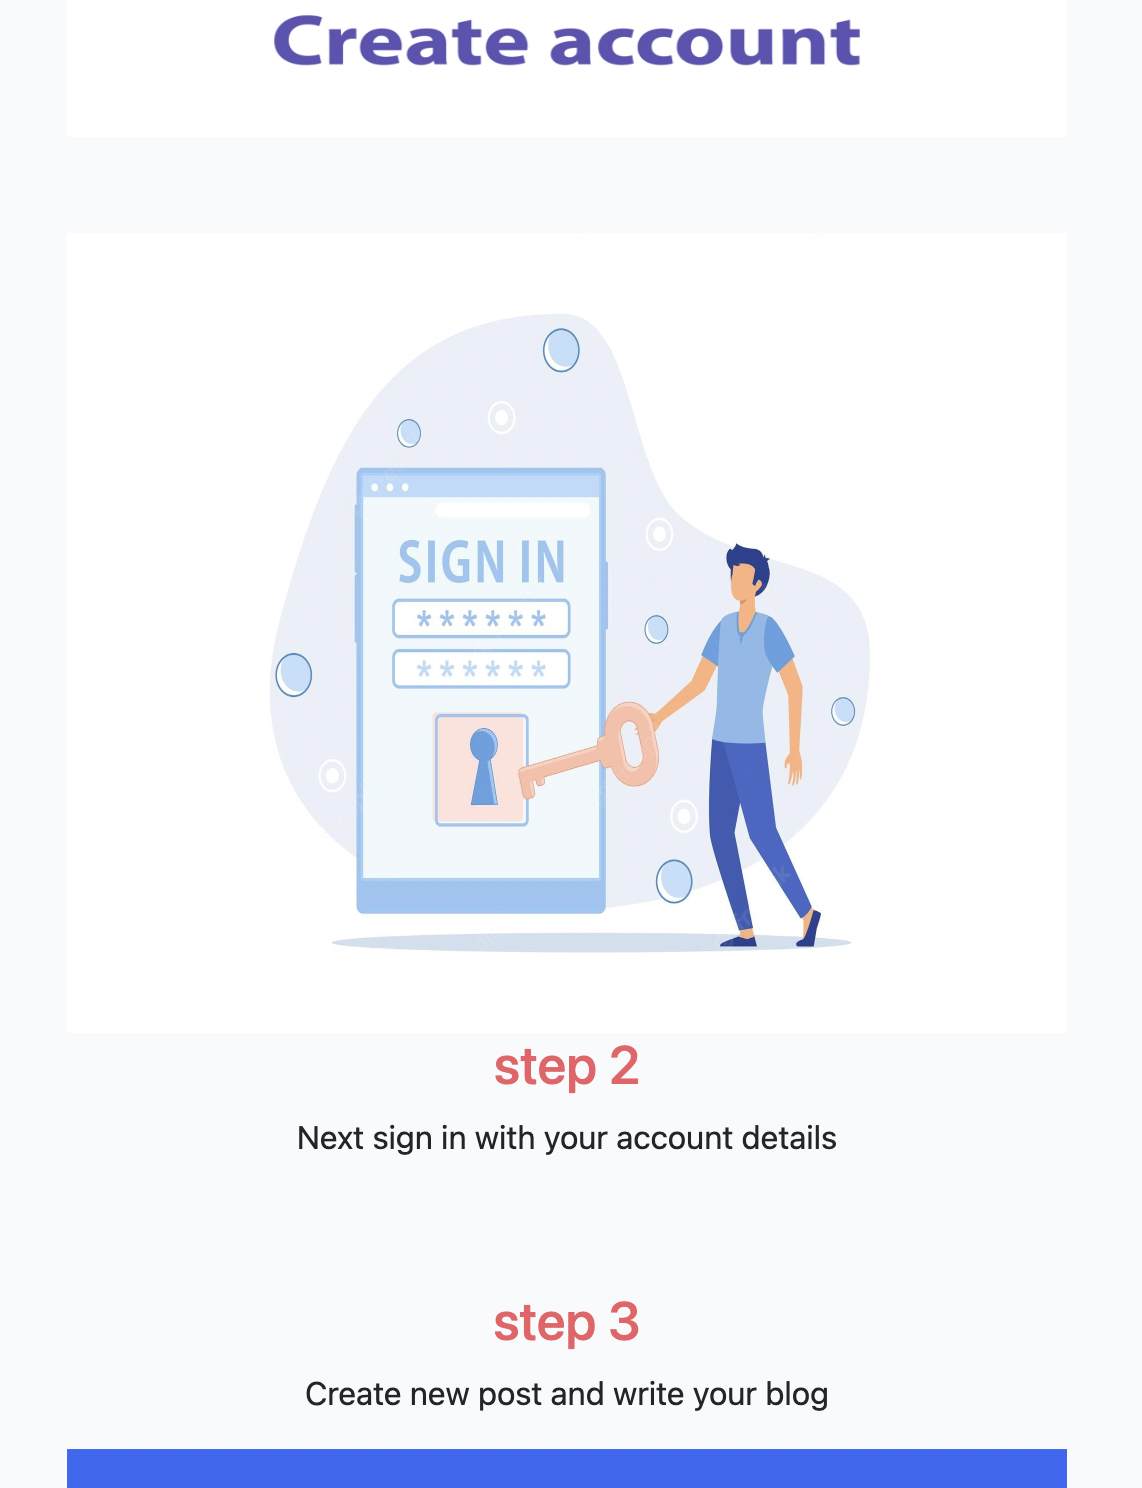 Create account
SIGN IN
******
******
step 2
Next sign in with your account details
step 3
Create new post and write your blog